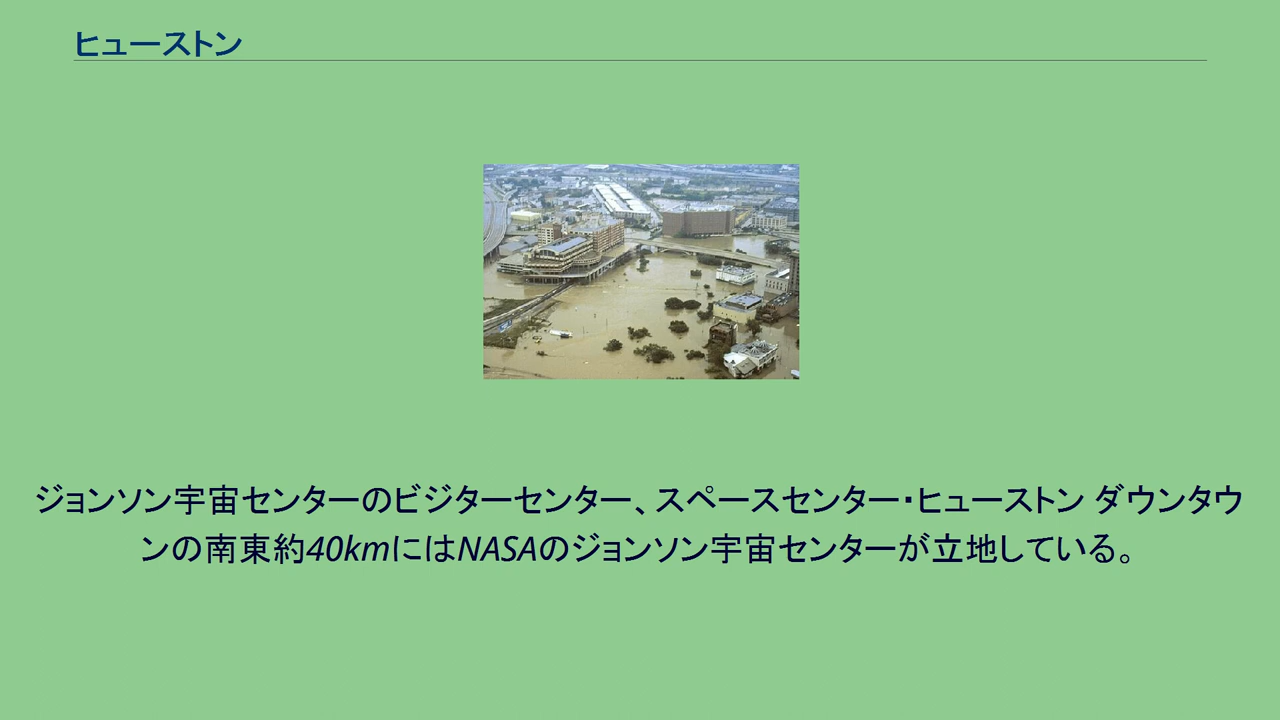 ヒューストン
ジョンソン宇宙センターのビジターセンター、スペースセンター・ヒューストン ダウンタウ
ンの南東約40kmにはNASAのジョンソン宇宙センターが立地している。